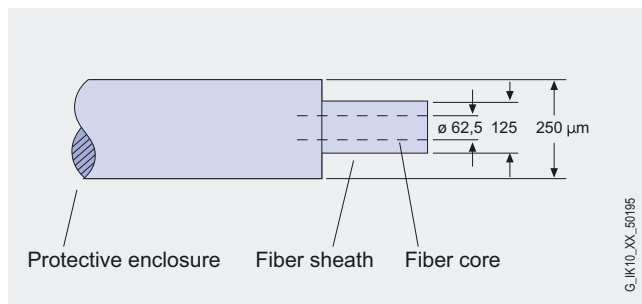 ø 62,5 125 250 µm
Protective enclosure Fiber sheath Fiber core
G_IK10_XX_50195